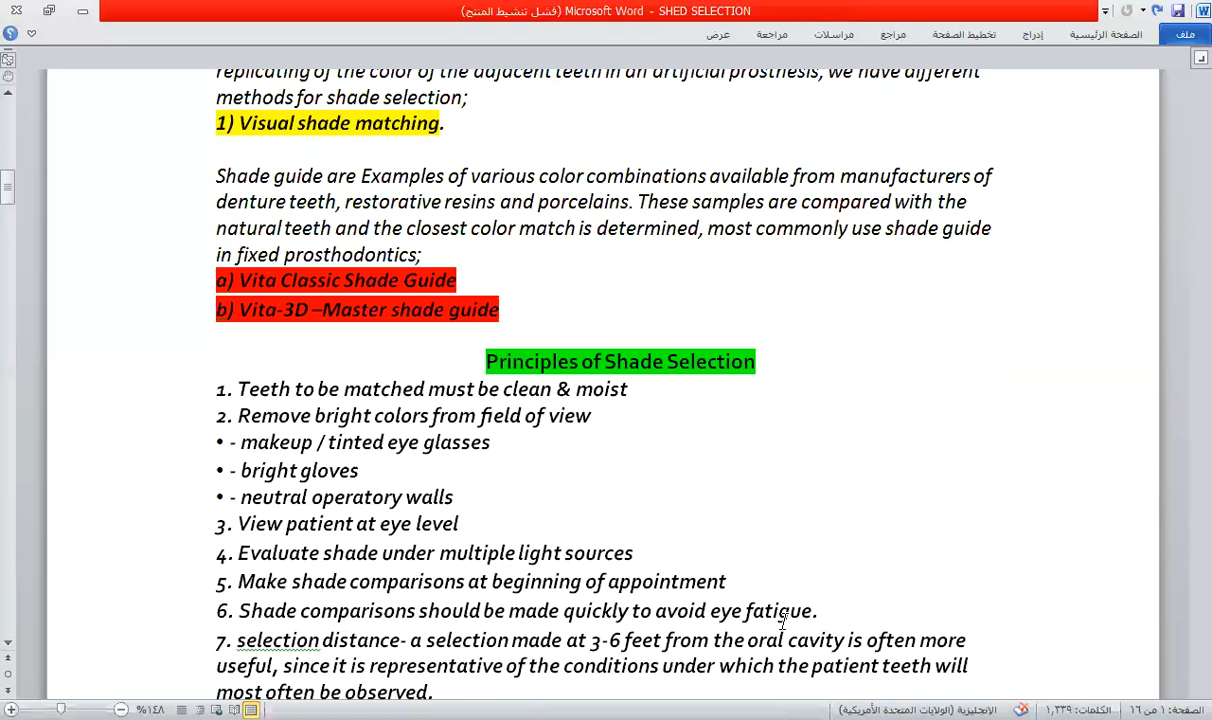 SHED SELECTION - Microsoft Word (فشل تنشيط المنتج)
ملف
الصفحة الرئيسية
إدراج
تخطيط الصفحة
مراجع
مراسلات
مراجعة
عرض
replicating of the color of the adjacent teeth in an artificial prosthesis, we have different
methods for shade selection;
1) Visual shade matching.
Shade guide are Examples of various color combinations available from manufacturers of
denture teeth, restorative resins and porcelains. These samples are compared with the
natural teeth and the closest color match is determined, most commonly use shade guide
in fixed prosthodontics;
a) Vita Classic Shade Guide
b) Vita-3D –Master shade guide
Principles of Shade Selection
1. Teeth to be matched must be clean & moist
2. Remove bright colors from field of view
• - makeup / tinted eye glasses
• - bright gloves
• - neutral operatory walls
3. View patient at eye level
4. Evaluate shade under multiple light sources
5. Make shade comparisons at beginning of appointment
6. Shade comparisons should be made quickly to avoid eye fatigue.
7. selection distance- a selection made at 3-6 feet from the oral cavity is often more
useful, since it is representative of the conditions under which the patient teeth will
most often be observed.
الصفحة: ١ من ١٦
الكلمات: ١,٣٣٩
الإنجليزية (الولايات المتحدة الأمريكية)
%١٤٨